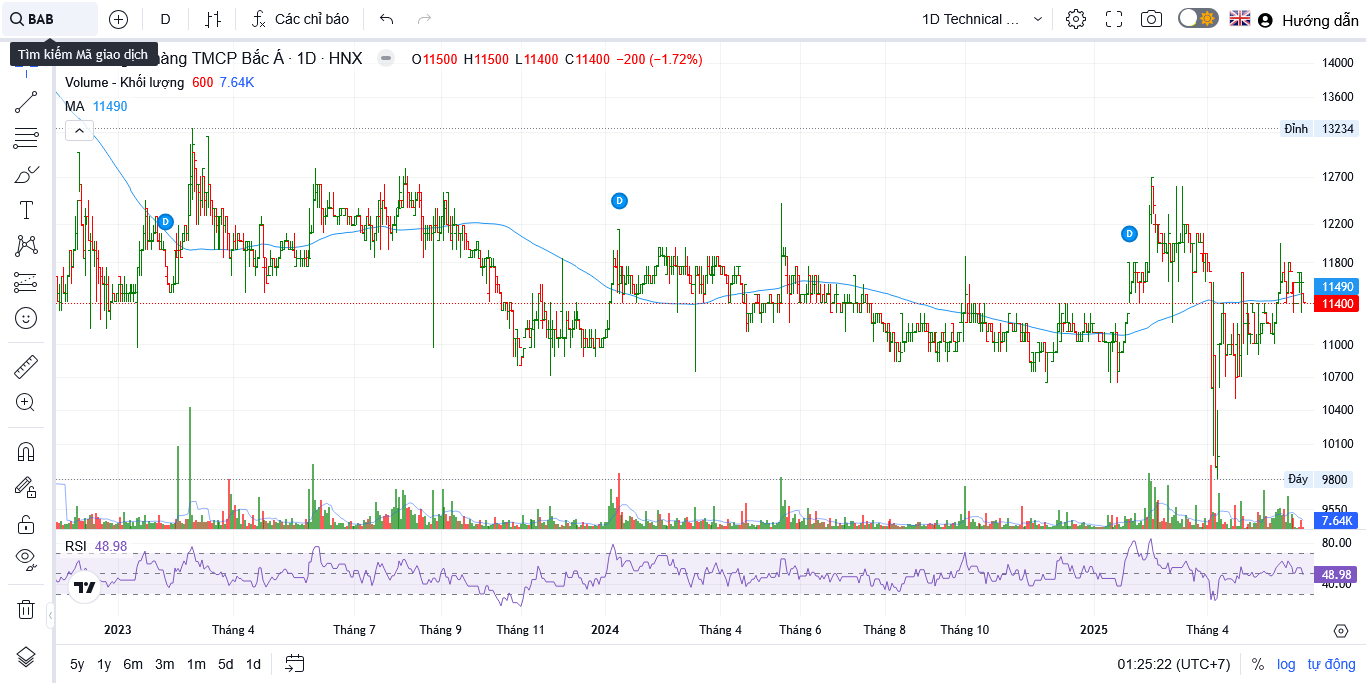 BAB D Các chỉ báo 1D Technical ... Hướng dẫn
Tìm kiếm Mã giao dịch
hàng TMCP Bắc Á · 1D · HNX O11500 H11500 L11400 C11400 −200 (−1.72%)
Volume - Khối lượng 600 7.64K
MA 11490
14000
13600
Đỉnh 13234
12700
12200
11800
11490
11400
11000
10700
10400
10100
Đáy 9800
9550
7.64K
D
D
D
RSI 48.98
80.00
48.98
40.00
2023 Tháng 4 Tháng 7 Tháng 9 Tháng 11 2024 Tháng 4 Tháng 6 Tháng 8 Tháng 10 2025 Tháng 4
5y 1y 6m 3m 1m 5d 1d 01:25:22 (UTC+7) % log tự động